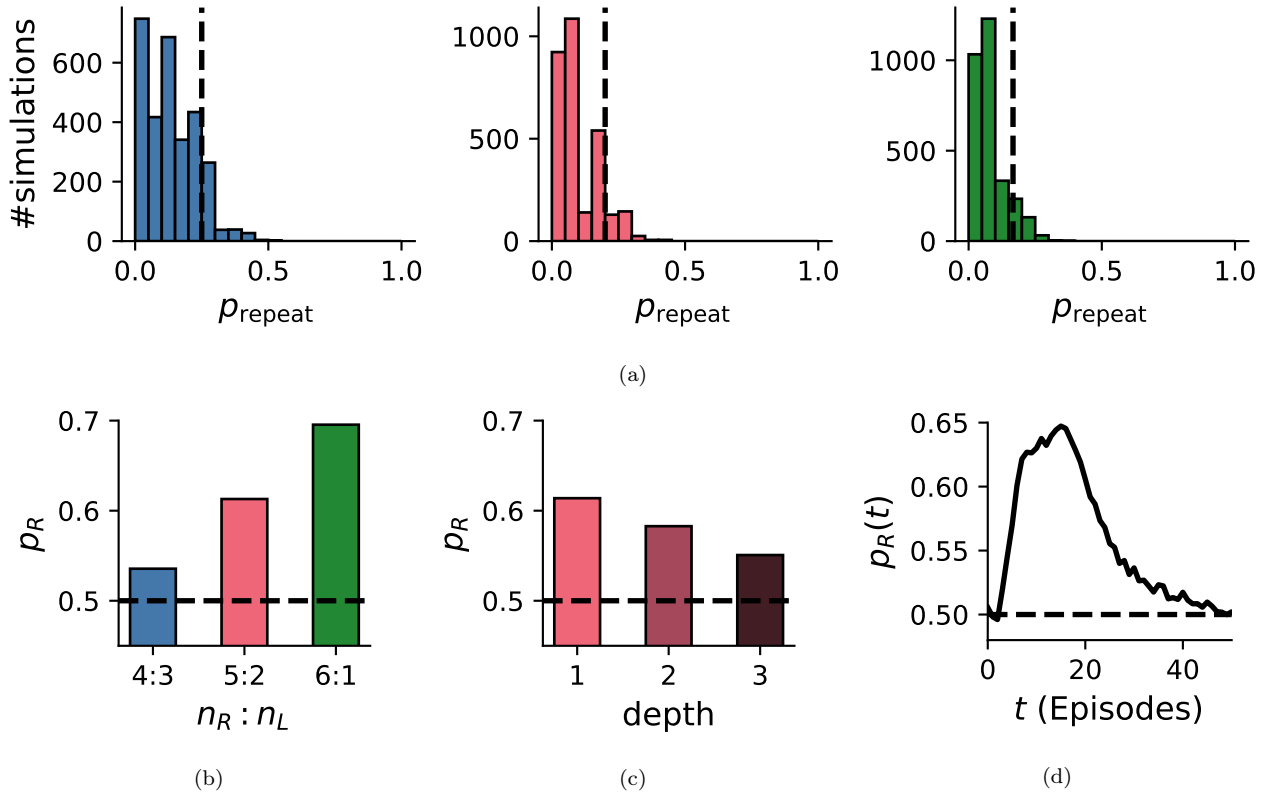 #simulations
600
400
200
0
0.0 0.5 1.0
p_repeat
1000
500
0
0.0 0.5 1.0
p_repeat
1000
500
0
0.0 0.5 1.0
p_repeat
(a)
p_R
0.7
0.6
0.5
4:3 5:2 6:1
n_R : n_L
(b)
p_R
0.7
0.6
0.5
1 2 3
depth
(c)
p_R(t)
0.65
0.60
0.55
0.50
0 20 40
t (Episodes)
(d)